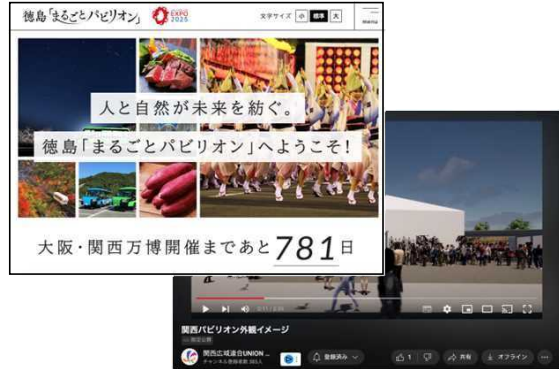 徳島「まるごとパビリオン」
EXPO
2025
文字サイズ 小 標準 大
menu
人と自然が未来を紡ぐ。
徳島「まるごとパビリオン」へようこそ!
大阪・関西万博開催まであと781日
関西パビリオン外観イメージ
限定公開
関西広域連合UNION ...
登録済み
1
共有
オフライン